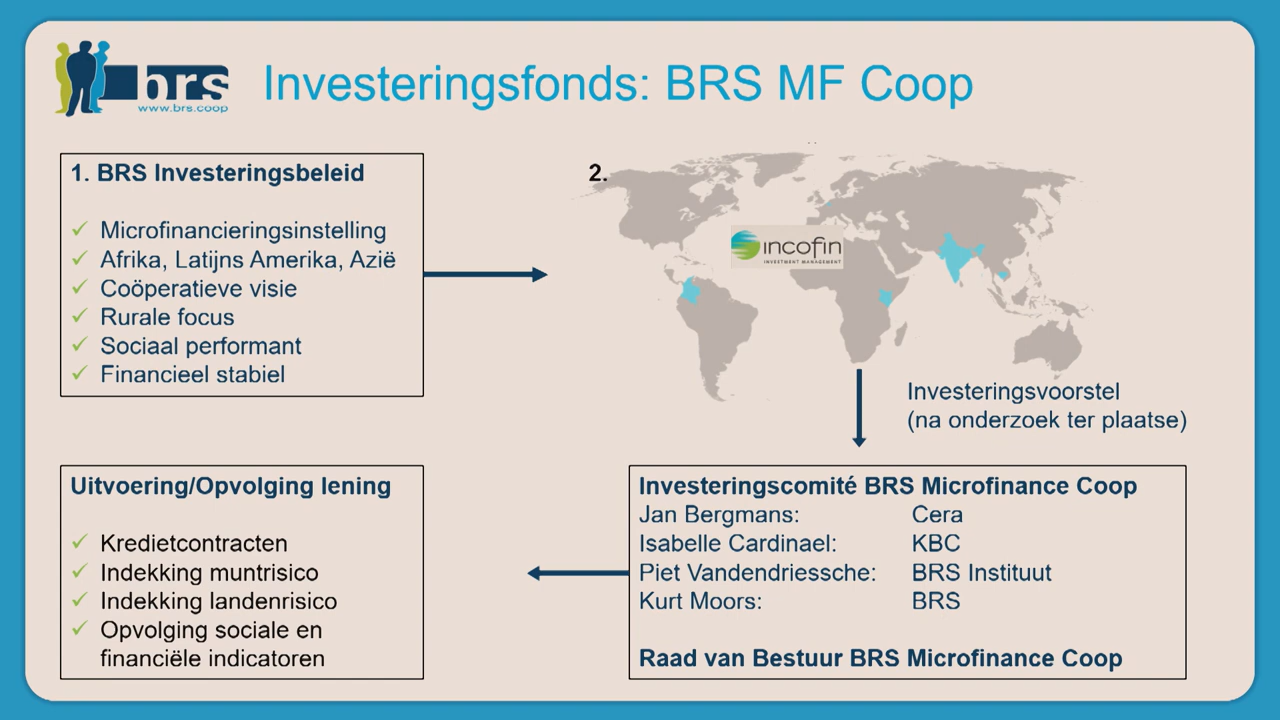 brs
www.brs.coop
Investeringsfonds: BRS MF Coop
1. BRS Investeringsbeleid
Microfinancieringsinstelling
Afrika, Latijns Amerika, Azië
Coöperatieve visie
Rurale focus
Sociaal performant
Financieel stabiel
2.
incofin
INVESTMENT MANAGEMENT
Investeringsvoorstel
(na onderzoek ter plaatse)
Investeringscomité BRS Microfinance Coop
Jan Bergmans: Cera
Isabelle Cardinael: KBC
Piet Vandendriessche: BRS Instituut
Kurt Moors: BRS
Raad van Bestuur BRS Microfinance Coop
Uitvoering/Opvolging lening
Kredietcontracten
Indekking muntrisico
Indekking landenrisico
Opvolging sociale en
financiële indicatoren